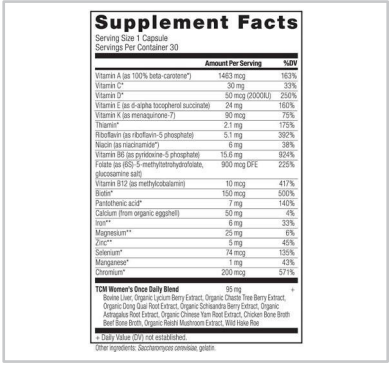 Supplement Facts
Serving Size 1 Capsule
Servings Per Container 30
Amount Per Serving %DV
Vitamin A (as 100% beta-carotene*) 1463 mcg 163%
Vitamin C* 30 mg 33%
Vitamin D* 50 mcg (2000IU) 250%
Vitamin E (as d-alpha tocopherol succinate) 24 mg 160%
Vitamin K (as menaquinone-7) 90 mcg 75%
Thiamin* 2.1 mg 175%
Riboflavin (as riboflavin-5 phosphate) 5.1 mg 392%
Niacin (as niacinamide*) 6 mg 38%
Vitamin B6 (as pyridoxine-5 phosphate) 15.6 mg 924%
Folate (as (6S)-5-methyltetrohydrofolate, 900 mcg DFE 225%
glucosamine salt)
Vitamin B12 (as methylcobalamin) 10 mcg 417%
Biotin* 150 mcg 500%
Pantothenic acid* 7 mg 140%
Calcium (from organic eggshell) 50 mg 4%
Iron** 6 mg 33%
Magnesium** 25 mg 6%
Zinc** 5 mg 45%
Selenium* 74 mcg 135%
Manganese* 1 mg 43%
Chromium* 200 mcg 571%
TCM Women's Once Daily Blend 95 mg +
Bovine Liver, Organic Lycium Berry Extract, Organic Chaste Tree Berry Extract,
Organic Dong Quai Root Extract, Organic Schisandra Berry Extract, Organic
Astragalus Root Extract, Organic Chinese Yam Root Extract, Chicken Bone Broth
Beef Bone Broth, Organic Reishi Mushroom Extract, Wild Hake Roe
+ Daily Value (DV) not established.
Other ingredients: Saccharomyces cerevisiae, gelatin.